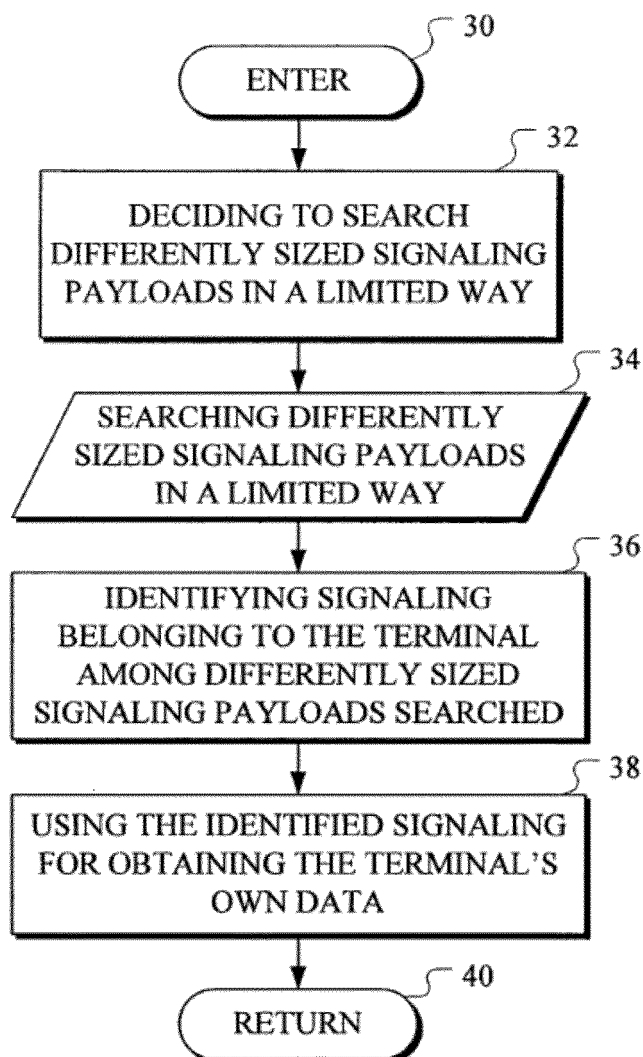 30
ENTER
32
DECIDING TO SEARCH
DIFFERENTLY SIZED SIGNALING
PAYLOADS IN A LIMITED WAY
34
SEARCHING DIFFERENTLY
SIZED SIGNALING PAYLOADS
IN A LIMITED WAY
36
IDENTIFYING SIGNALING
BELONGING TO THE TERMINAL
AMONG DIFFERENTLY SIZED
SIGNALING PAYLOADS SEARCHED
38
USING THE IDENTIFIED SIGNALING
FOR OBTAINING THE TERMINAL'S
OWN DATA
40
RETURN